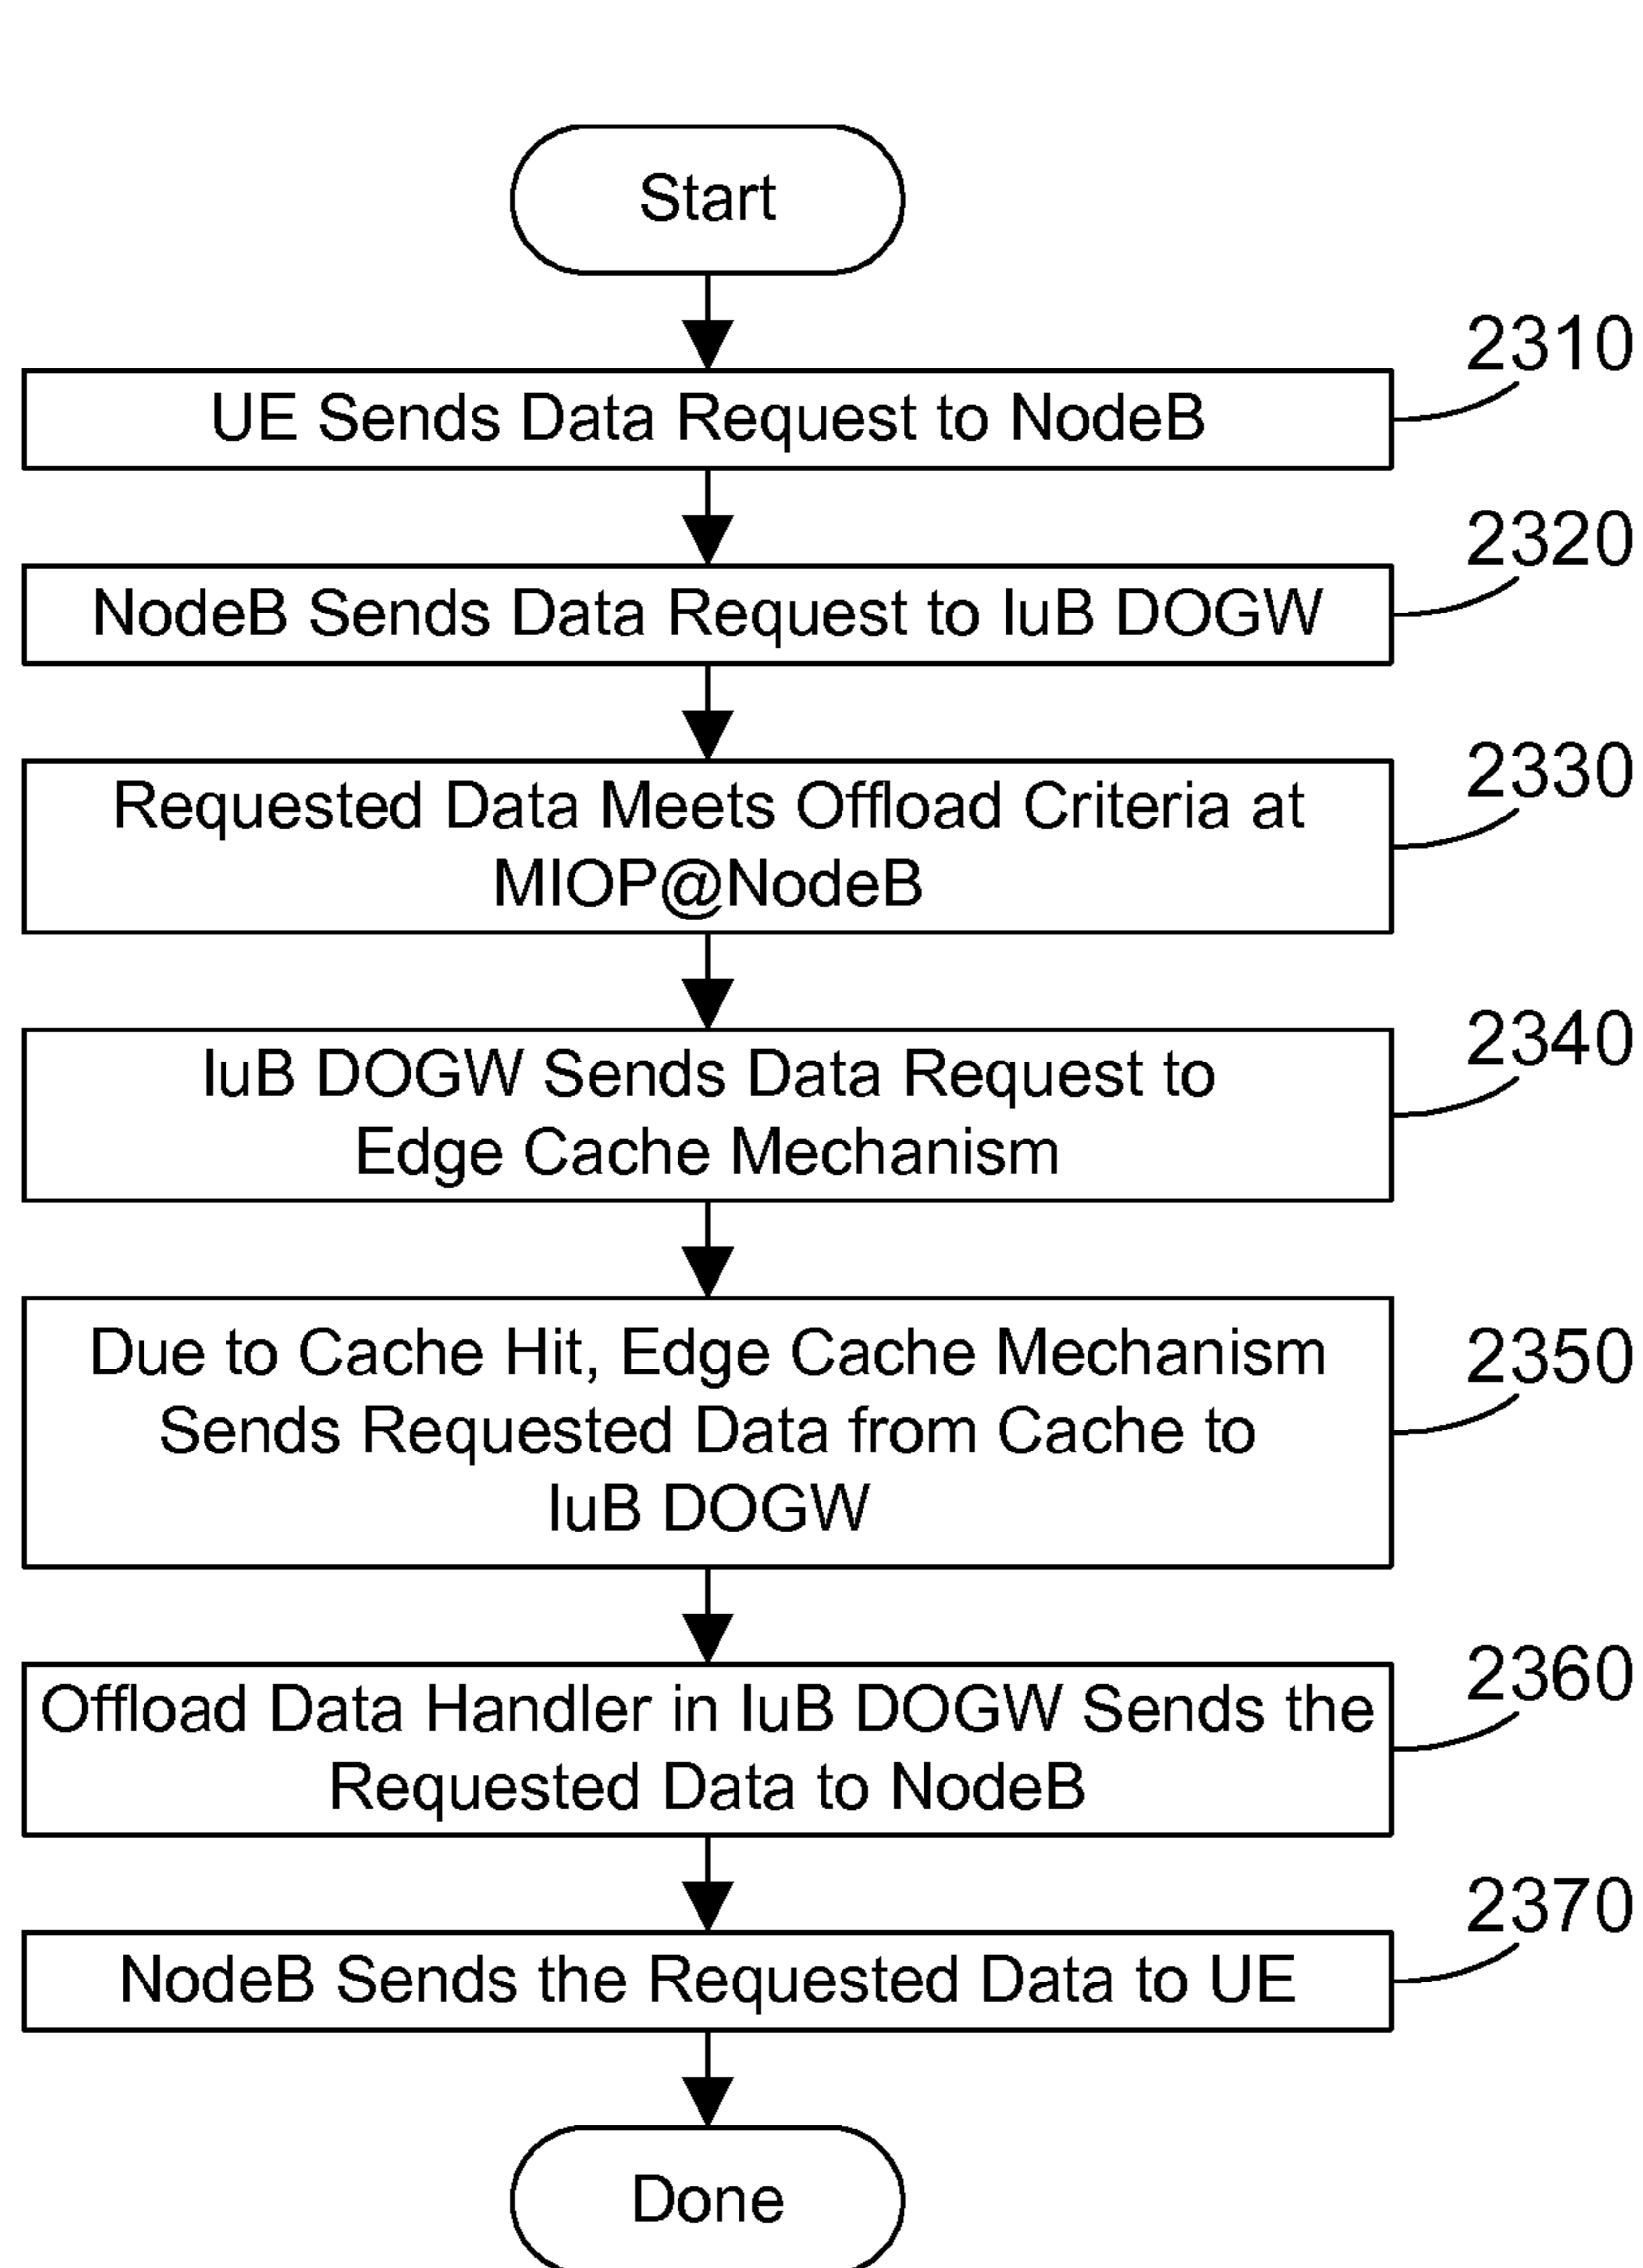 Start
2310
UE Sends Data Request to NodeB
2320
NodeB Sends Data Request to IuB DOGW
2330
Requested Data Meets Offload Criteria at
MIOP@NodeB
2340
IuB DOGW Sends Data Request to
Edge Cache Mechanism
2350
Due to Cache Hit, Edge Cache Mechanism
Sends Requested Data from Cache to
IuB DOGW
2360
Offload Data Handler in IuB DOGW Sends the
Requested Data to NodeB
2370
NodeB Sends the Requested Data to UE
Done